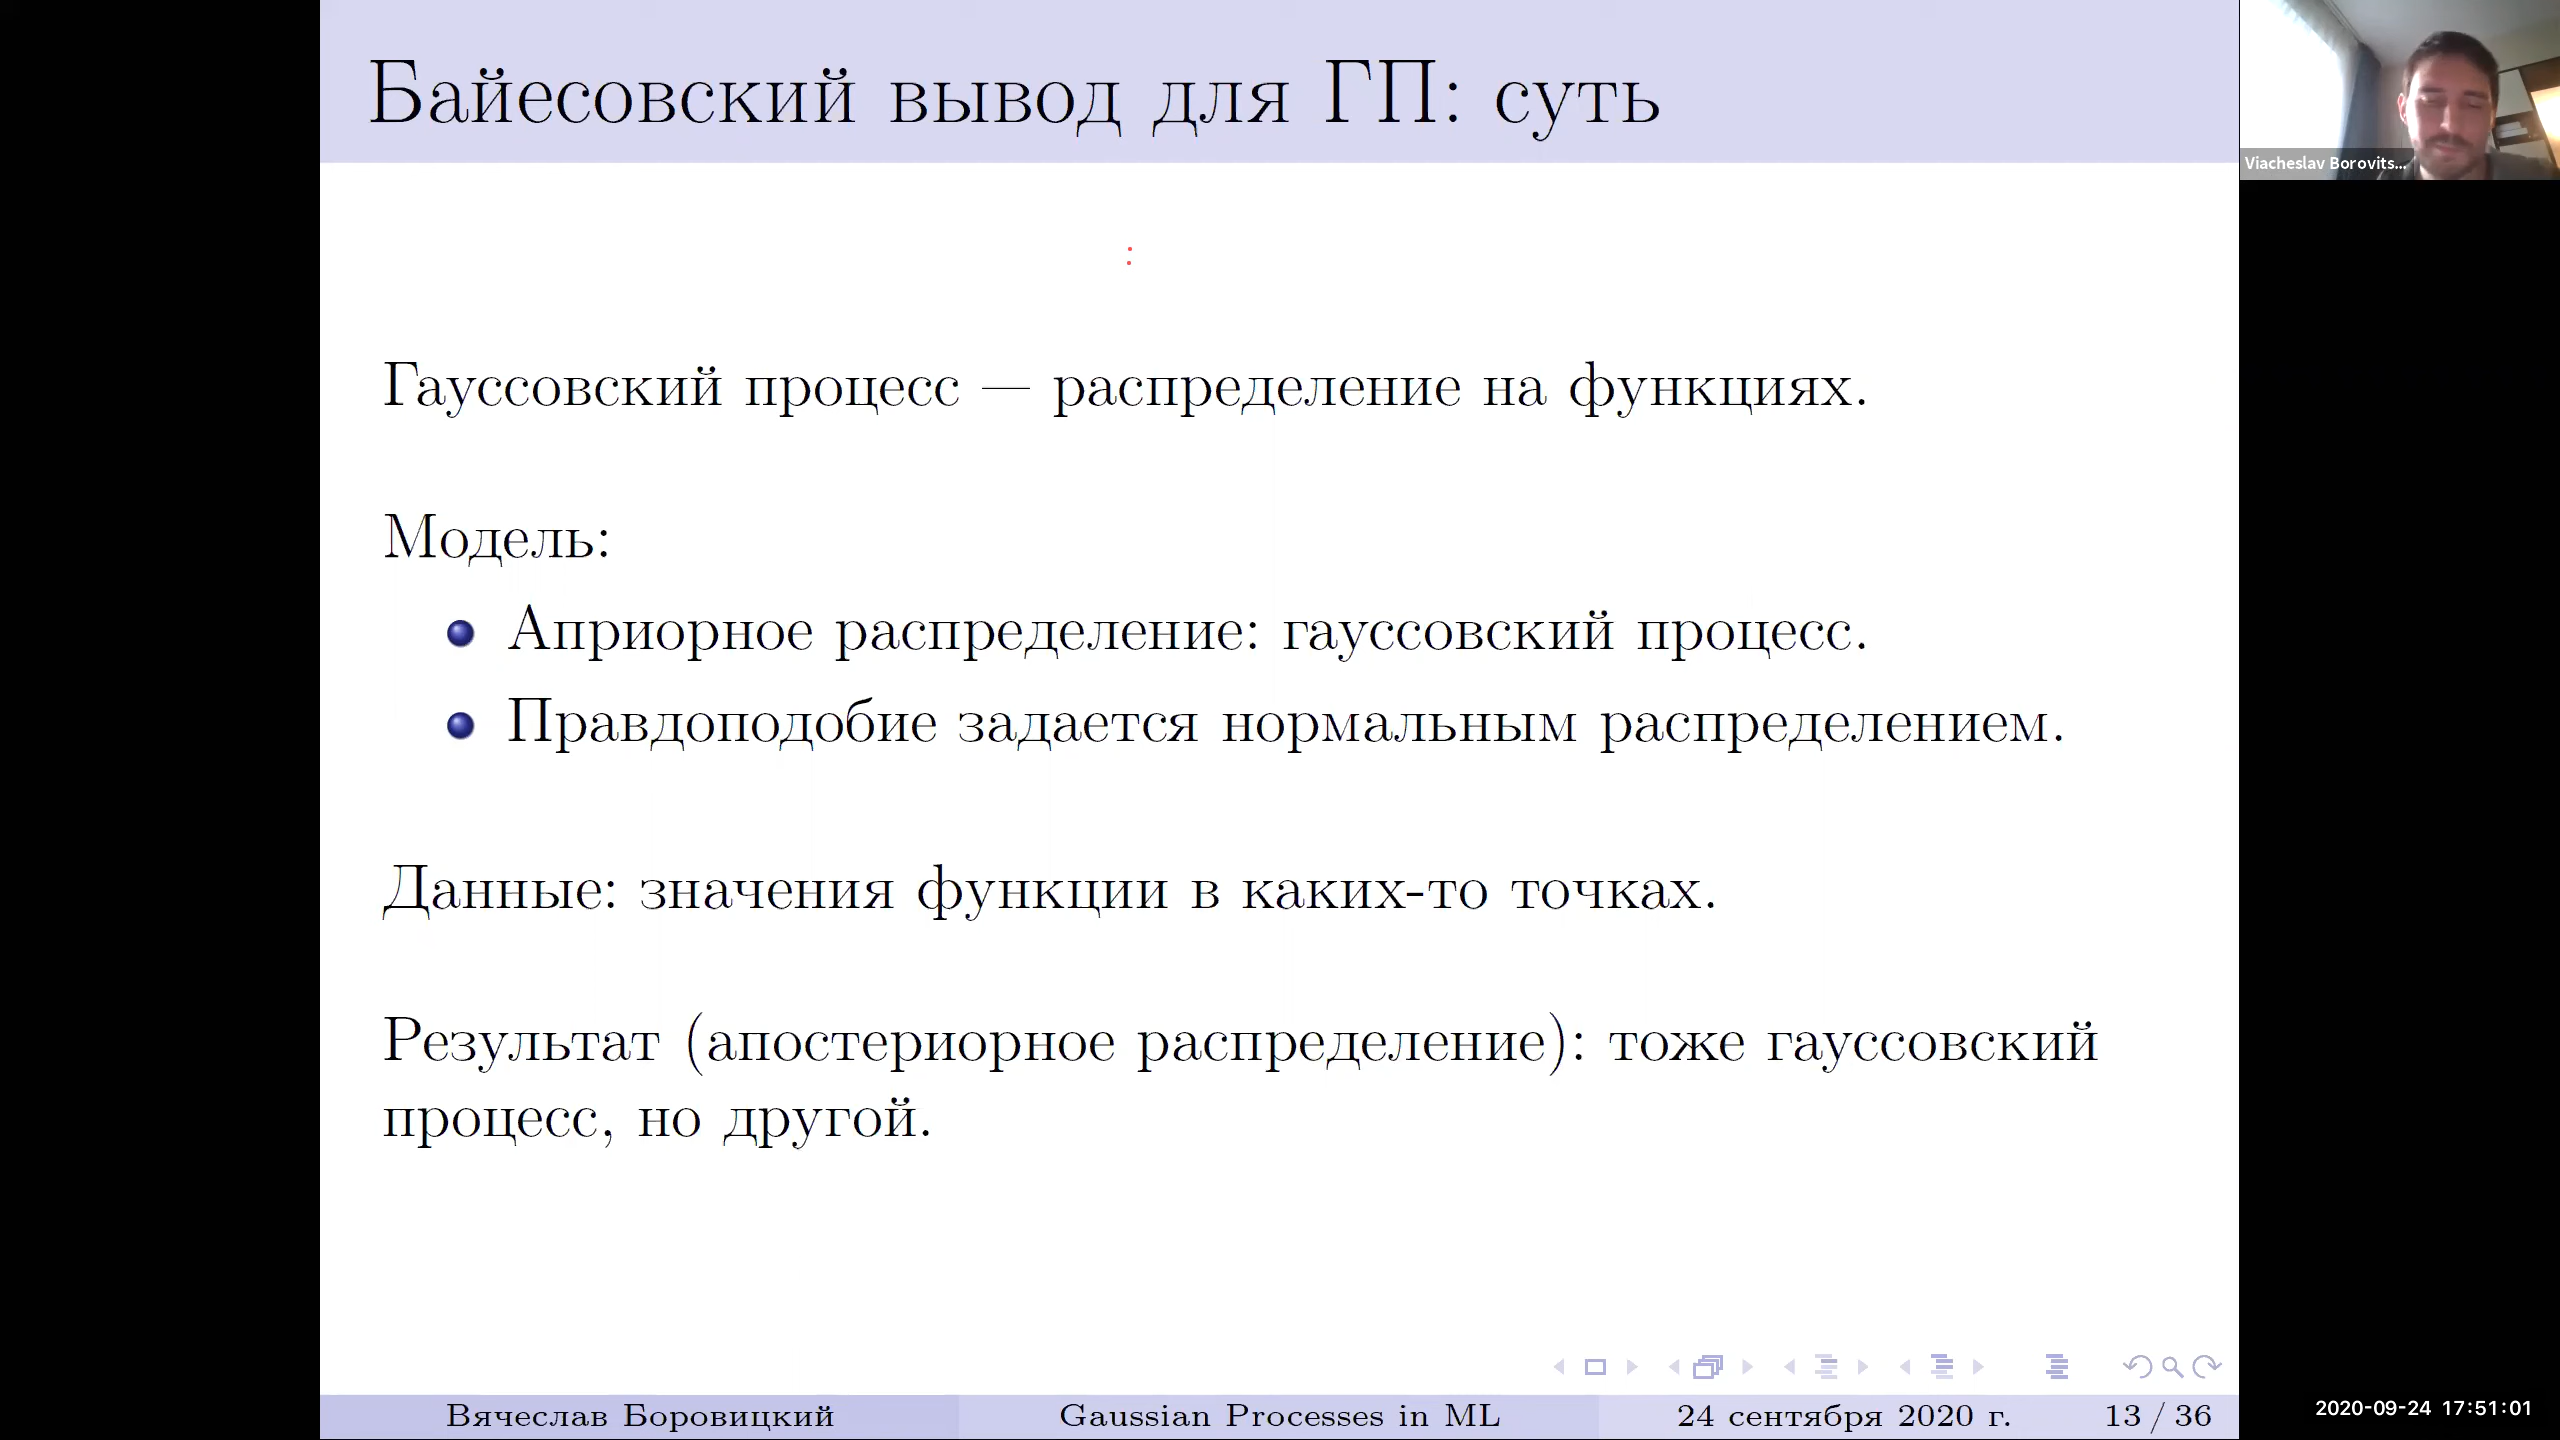 Байесовский вывод для ГП: суть
Viacheslav Borovits...
Гауссовский процесс — распределение на функциях.
Модель:
Априорное распределение: гауссовский процесс.
Правдоподобие задается нормальным распределением.
Данные: значения функции в каких-то точках.
Результат (апостериорное распределение): тоже гауссовский
процесс, но другой.
Вячеслав Боровицкий
Gaussian Processes in ML
24 сентября 2020 г.
13 / 36
2020-09-24 17:51:01